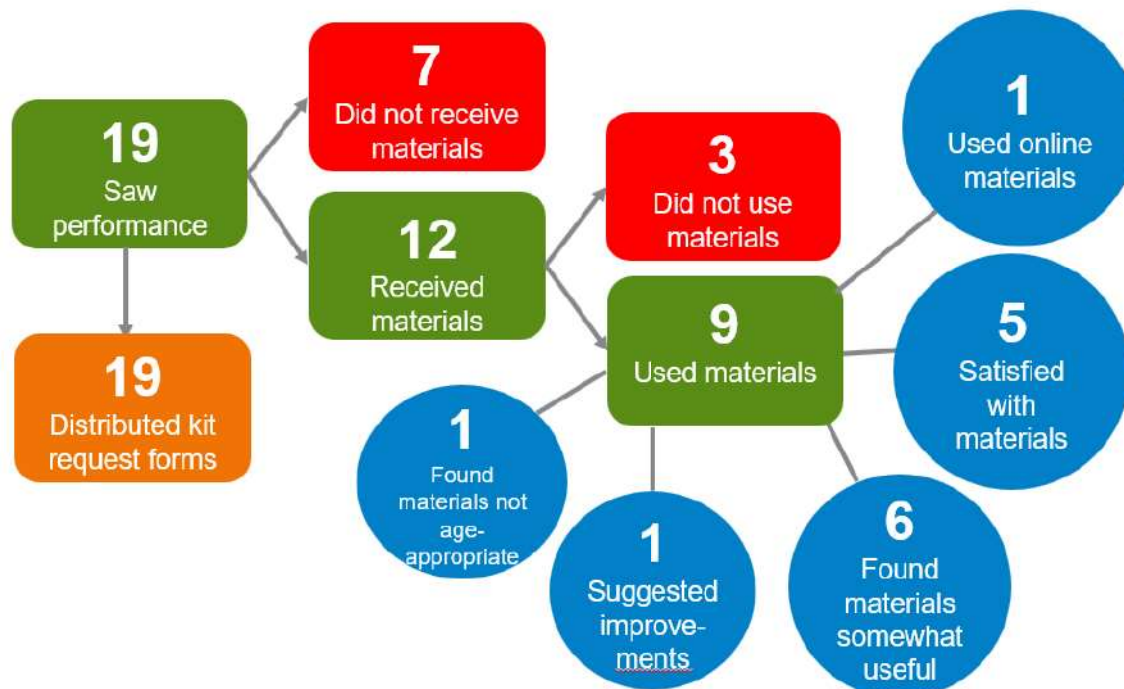 19
Saw
performance
19
Distributed kit
request forms
7
Did not receive
materials
12
Received
materials
3
Did not use
materials
9
Used materials
1
Used online
materials
5
Satisfied
with
materials
6
Found
materials
somewhat
useful
1
Suggested
improve-
ments
1
Found
materials not
age-
appropriate